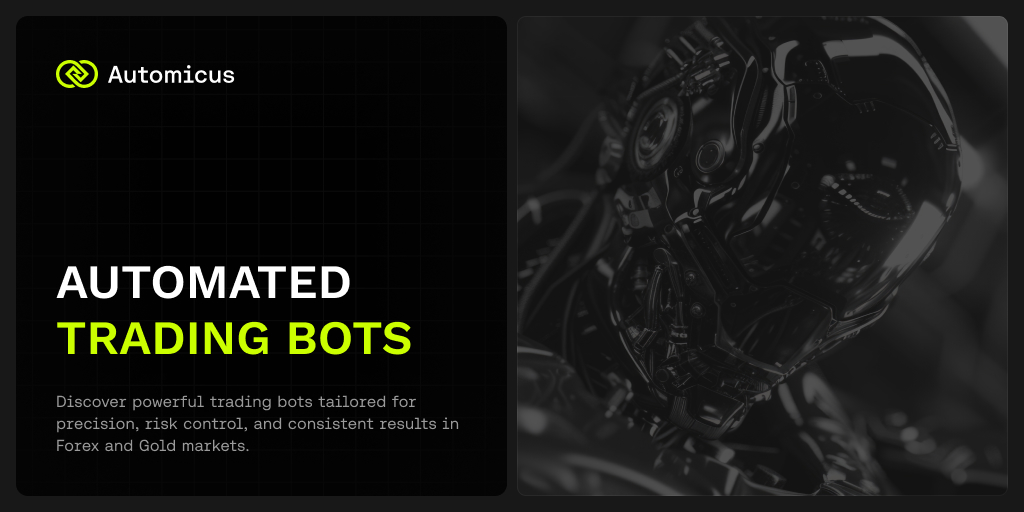 Automicus
AUTOMATED
TRADING BOTS
Discover powerful trading bots tailored for
precision, risk control, and consistent results in
Forex and Gold markets.